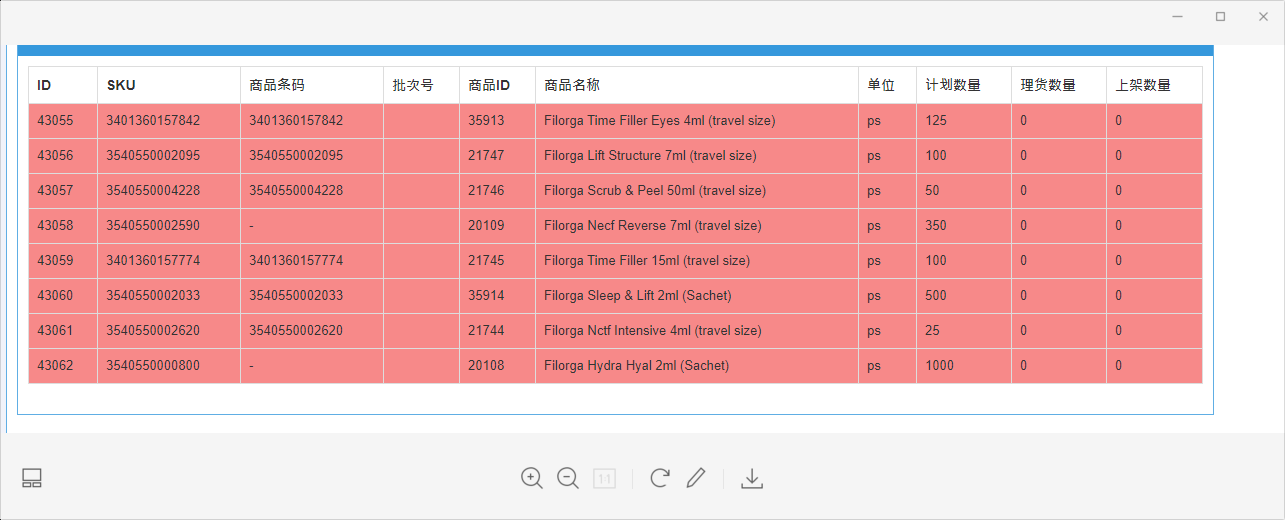 ID SKU 商品条码 批次号 商品ID 商品名称 单位 计划数量 理货数量 上架数量
43055 3401360157842 3401360157842 35913 Filorga Time Filler Eyes 4ml (travel size) ps 125 0 0
43056 3540550002095 3540550002095 21747 Filorga Lift Structure 7ml (travel size) ps 100 0 0
43057 3540550004228 3540550004228 21746 Filorga Scrub & Peel 50ml (travel size) ps 50 0 0
43058 3540550002590 - 20109 Filorga Necf Reverse 7ml (travel size) ps 350 0 0
43059 3401360157774 3401360157774 21745 Filorga Time Filler 15ml (travel size) ps 100 0 0
43060 3540550002033 3540550002033 35914 Filorga Sleep & Lift 2ml (Sachet) ps 500 0 0
43061 3540550002620 3540550002620 21744 Filorga Nctf Intensive 4ml (travel size) ps 25 0 0
43062 3540550000800 - 20108 Filorga Hydra Hyal 2ml (Sachet) ps 1000 0 0
1:1